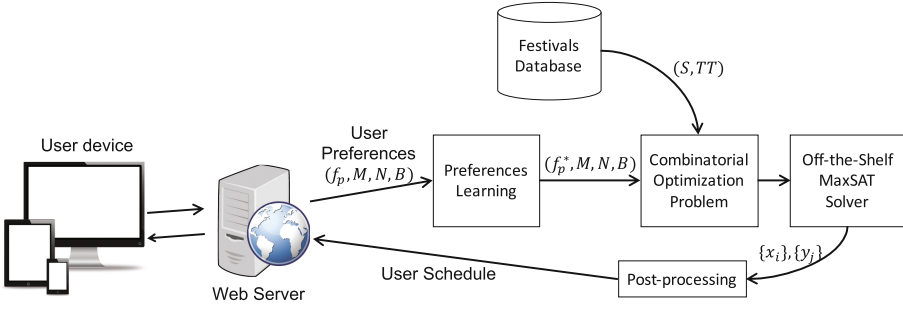 Festivals
Database
(S,TT)
User device
User
Preferences
(f_p, M, N, B)
Preferences
Learning
(f_p^*, M, N, B)
Combinatorial
Optimization
Problem
Off-the-Shelf
MaxSAT
Solver
{x_i},{y_j}
Post-processing
User Schedule
Web Server